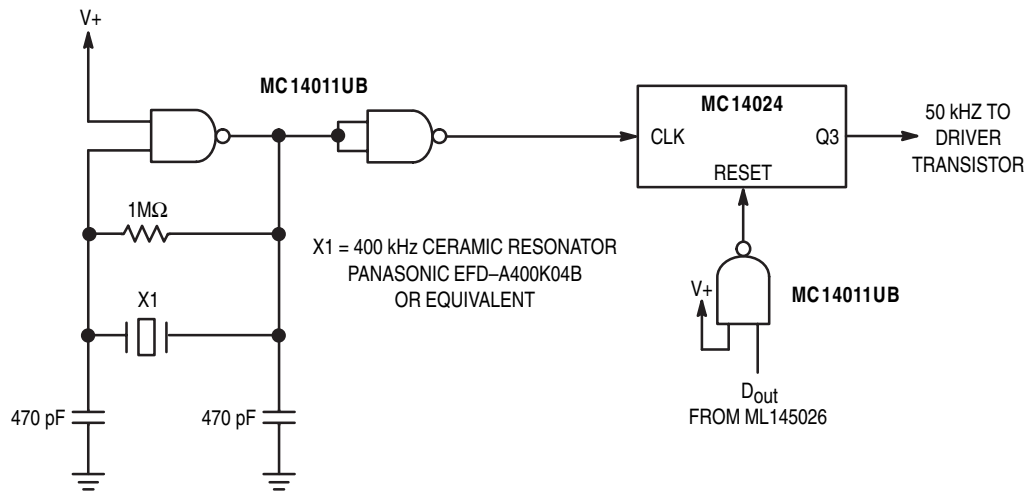 V+
MC14011UB
MC14024
CLK
Q3
RESET
50 kHZ TO
DRIVER
TRANSISTOR
1MΩ
X1 = 400 kHz CERAMIC RESONATOR
PANASONIC EFD–A400K04B
OR EQUIVALENT
X1
V+
MC14011UB
Dout
FROM ML145026
470 pF
470 pF